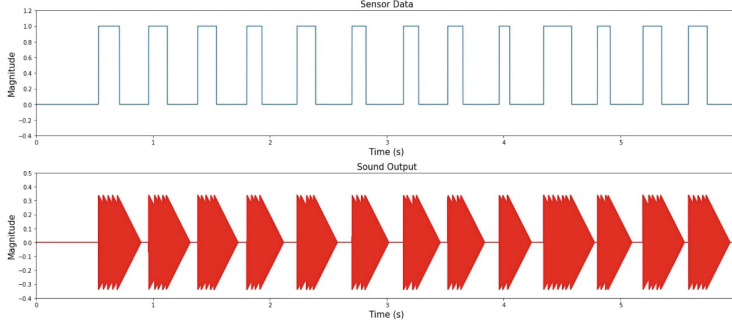 Sensor Data
Magnitude
1.2
1.0
0.8
0.6
0.4
0.2
0.0
−0.2
−0.4
0 1 2 3 4 5
Time (s)
Sound Output
Magnitude
0.5
0.4
0.3
0.2
0.1
0.0
−0.1
−0.2
−0.3
−0.4
0 1 2 3 4 5
Time (s)